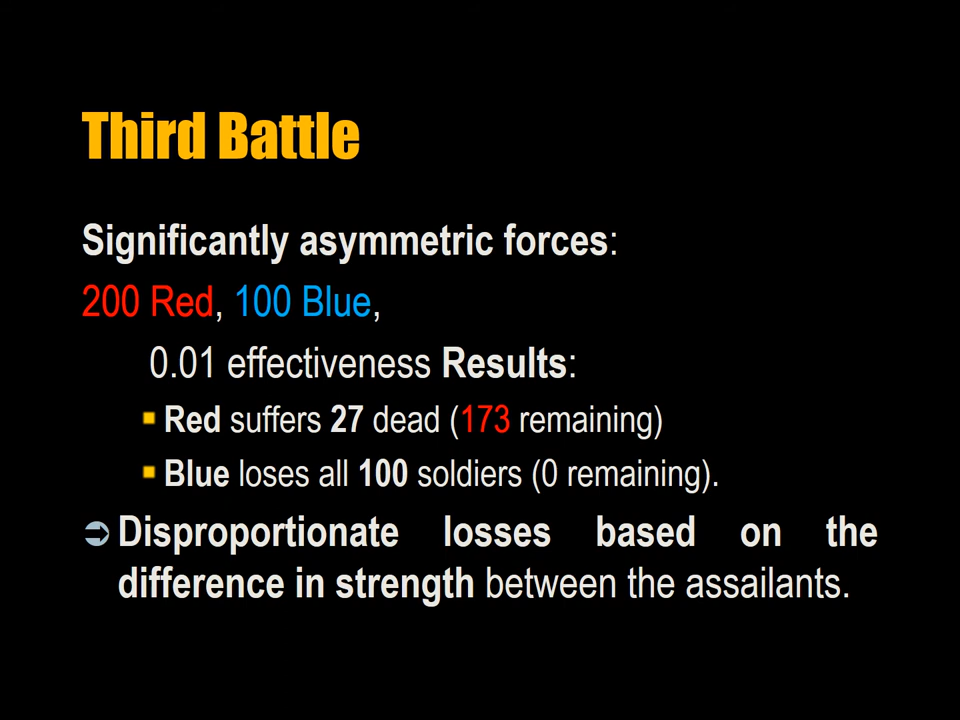 Third Battle
Significantly asymmetric forces:
200 Red, 100 Blue,
0.01 effectiveness Results:
Red suffers 27 dead (173 remaining)
Blue loses all 100 soldiers (0 remaining).
Disproportionate losses based on the
difference in strength between the assailants.